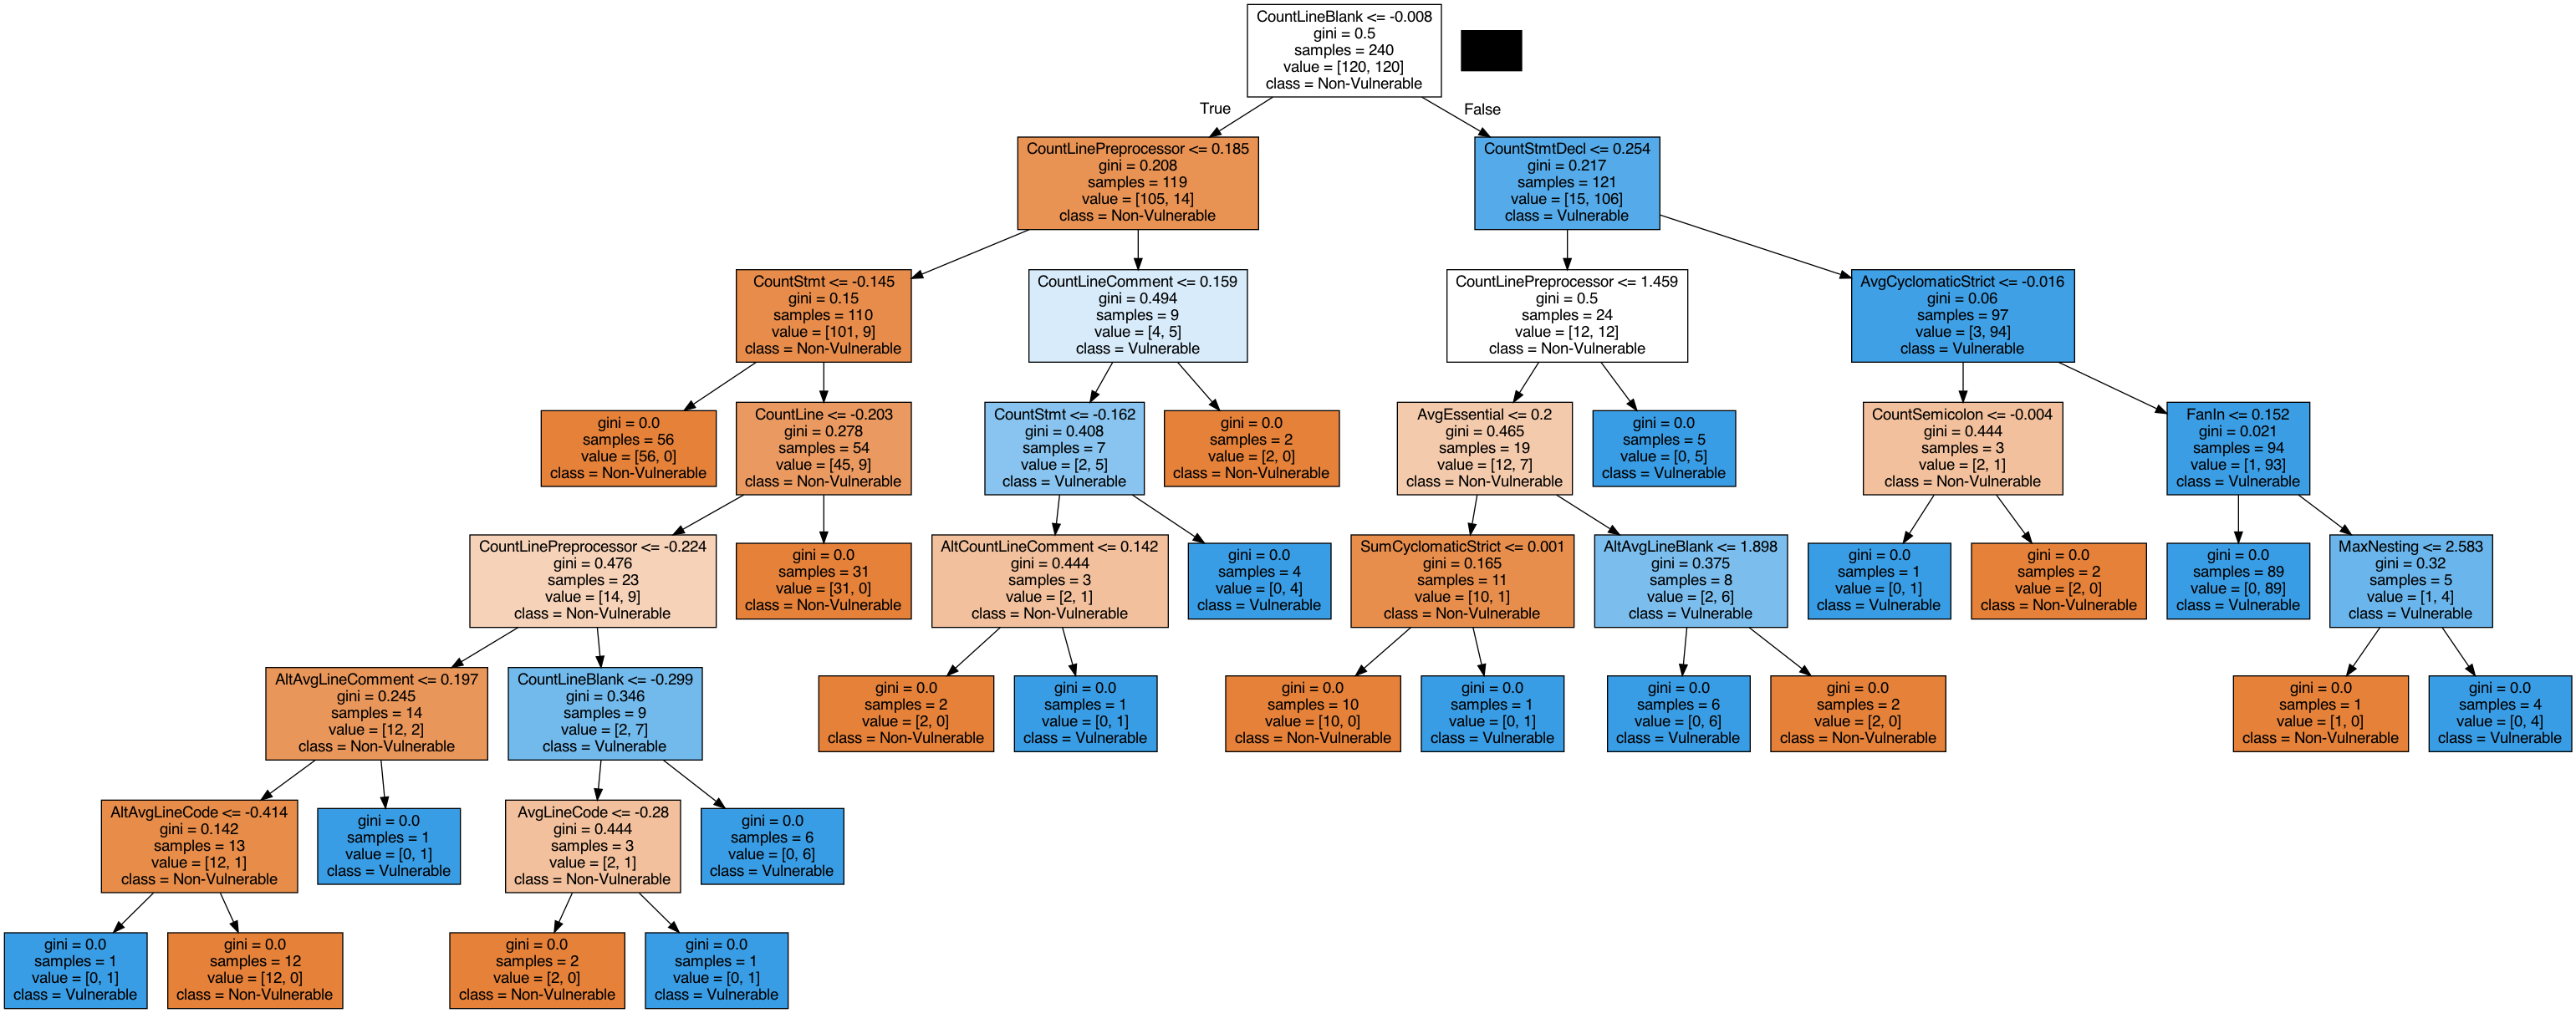 CountLineBlank <= -0.008
gini = 0.5
samples = 240
value = [120, 120]
class = Non-Vulnerable
True
False
CountLinePreprocessor <= 0.185
gini = 0.208
samples = 119
value = [105, 14]
class = Non-Vulnerable
CountStmtDecl <= 0.254
gini = 0.217
samples = 121
value = [15, 106]
class = Vulnerable
CountStmt <= -0.145
gini = 0.15
samples = 110
value = [101, 9]
class = Non-Vulnerable
CountLineComment <= 0.159
gini = 0.494
samples = 9
value = [4, 5]
class = Vulnerable
CountLinePreprocessor <= 1.459
gini = 0.5
samples = 24
value = [12, 12]
class = Non-Vulnerable
AvgCyclomaticStrict <= -0.016
gini = 0.06
samples = 97
value = [3, 94]
class = Vulnerable
gini = 0.0
samples = 56
value = [56, 0]
class = Non-Vulnerable
CountLine <= -0.203
gini = 0.278
samples = 54
value = [45, 9]
class = Non-Vulnerable
CountStmt <= -0.162
gini = 0.408
samples = 7
value = [2, 5]
class = Vulnerable
gini = 0.0
samples = 2
value = [2, 0]
class = Non-Vulnerable
AvgEssential <= 0.2
gini = 0.465
samples = 19
value = [12, 7]
class = Non-Vulnerable
gini = 0.0
samples = 5
value = [0, 5]
class = Vulnerable
CountSemicolon <= -0.004
gini = 0.444
samples = 3
value = [2, 1]
class = Non-Vulnerable
FanIn <= 0.152
gini = 0.021
samples = 94
value = [1, 93]
class = Vulnerable
CountLinePreprocessor <= -0.224
gini = 0.476
samples = 23
value = [14, 9]
class = Non-Vulnerable
gini = 0.0
samples = 31
value = [31, 0]
class = Non-Vulnerable
AltCountLineComment <= 0.142
gini = 0.444
samples = 3
value = [2, 1]
class = Non-Vulnerable
gini = 0.0
samples = 4
value = [0, 4]
class = Vulnerable
SumCyclomaticStrict <= 0.001
gini = 0.165
samples = 11
value = [10, 1]
class = Non-Vulnerable
AltAvgLineBlank <= 1.898
gini = 0.375
samples = 8
value = [2, 6]
class = Vulnerable
gini = 0.0
samples = 1
value = [0, 1]
class = Vulnerable
gini = 0.0
samples = 2
value = [2, 0]
class = Non-Vulnerable
gini = 0.0
samples = 89
value = [0, 89]
class = Vulnerable
MaxNesting <= 2.583
gini = 0.32
samples = 5
value = [1, 4]
class = Vulnerable
AltAvgLineComment <= 0.197
gini = 0.245
samples = 14
value = [12, 2]
class = Non-Vulnerable
CountLineBlank <= -0.299
gini = 0.346
samples = 9
value = [2, 7]
class = Vulnerable
gini = 0.0
samples = 2
value = [2, 0]
class = Non-Vulnerable
gini = 0.0
samples = 1
value = [0, 1]
class = Vulnerable
gini = 0.0
samples = 10
value = [10, 0]
class = Non-Vulnerable
gini = 0.0
samples = 1
value = [0, 1]
class = Vulnerable
gini = 0.0
samples = 6
value = [0, 6]
class = Vulnerable
gini = 0.0
samples = 2
value = [2, 0]
class = Non-Vulnerable
gini = 0.0
samples = 1
value = [1, 0]
class = Non-Vulnerable
gini = 0.0
samples = 4
value = [0, 4]
class = Vulnerable
AltAvgLineCode <= -0.414
gini = 0.142
samples = 13
value = [12, 1]
class = Non-Vulnerable
gini = 0.0
samples = 1
value = [0, 1]
class = Vulnerable
AvgLineCode <= -0.28
gini = 0.444
samples = 3
value = [2, 1]
class = Non-Vulnerable
gini = 0.0
samples = 6
value = [0, 6]
class = Vulnerable
gini = 0.0
samples = 1
value = [0, 1]
class = Vulnerable
gini = 0.0
samples = 12
value = [12, 0]
class = Non-Vulnerable
gini = 0.0
samples = 2
value = [2, 0]
class = Non-Vulnerable
gini = 0.0
samples = 1
value = [0, 1]
class = Vulnerable